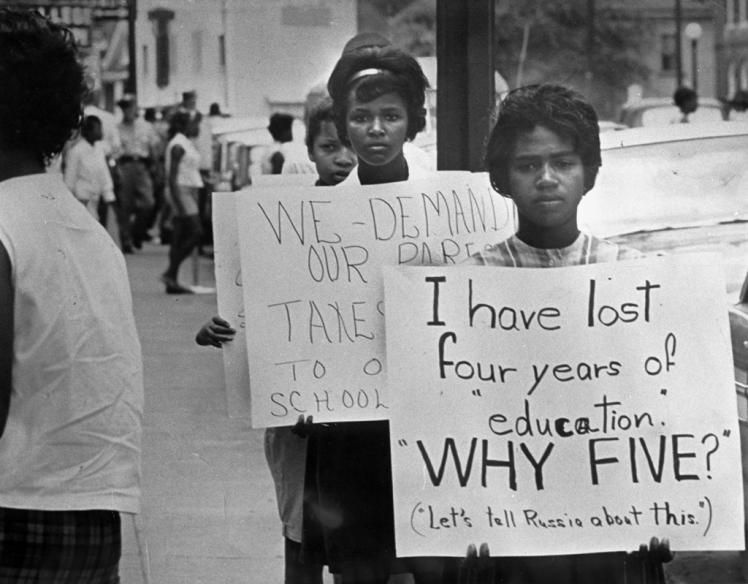 WE-DEMAND
OUR
TAXES
TO
SCHOOL
I have lost
four years of
"education."
"WHY FIVE?"
("Let's tell Russia about this.")